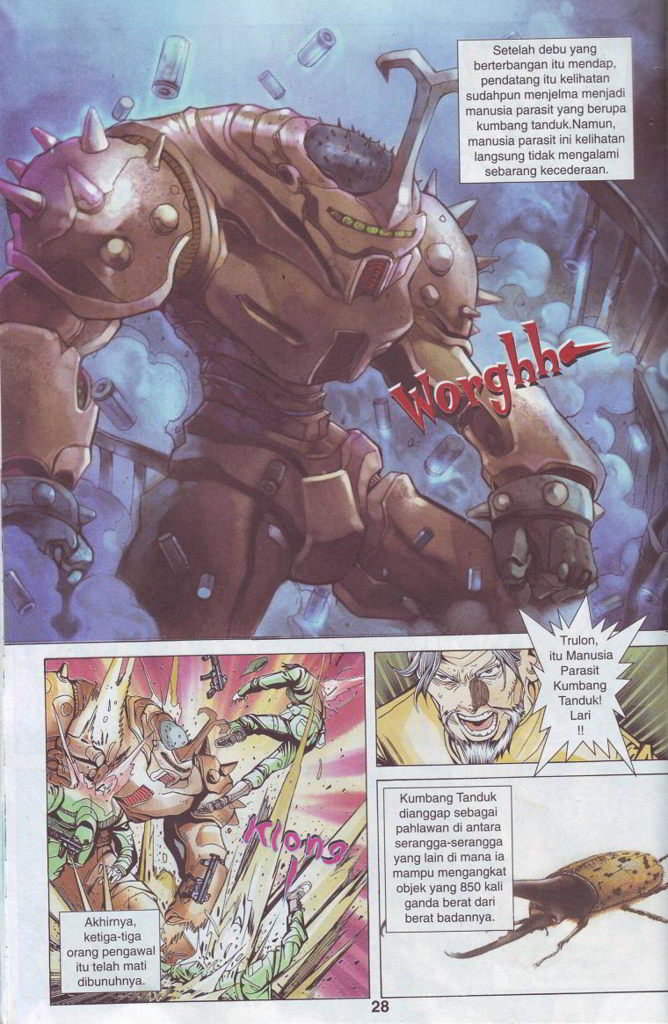 Setelah debu yang
berterbangan itu mendap,
pendatang itu kelihatan
sudahpun menjelma menjadi
manusia parasit yang berupa
kumbang tanduk.Namun,
manusia parasit ini kelihatan
langsung tidak mengalami
sebarang kecederaan.
Worghh
Trulon,
itu Manusia
Parasit
Kumbang
Tanduk!
Lari
!!
Klong
!
Akhirnya,
ketiga-tiga
orang pengawal
itu telah mati
dibunuhnya.
Kumbang Tanduk
dianggap sebagai
pahlawan di antara
serangga-serangga
yang lain di mana ia
mampu mengangkat
objek yang 850 kali
ganda berat dari
berat badannya.
28